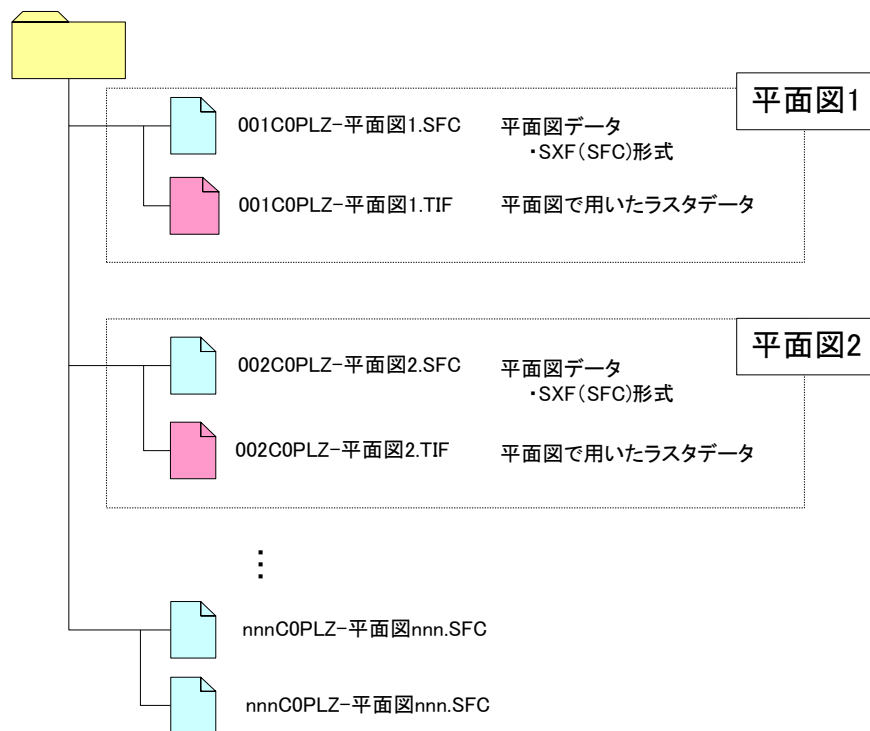 平面図1
001C0PLZ-平面図1.SFC 平面図データ
・SXF(SFC)形式
001C0PLZ-平面図1.TIF 平面図で用いたラスタデータ
平面図2
002C0PLZ-平面図2.SFC 平面図データ
・SXF(SFC)形式
002C0PLZ-平面図2.TIF 平面図で用いたラスタデータ
⋮
nnnC0PLZ-平面図nnn.SFC
nnnC0PLZ-平面図nnn.SFC